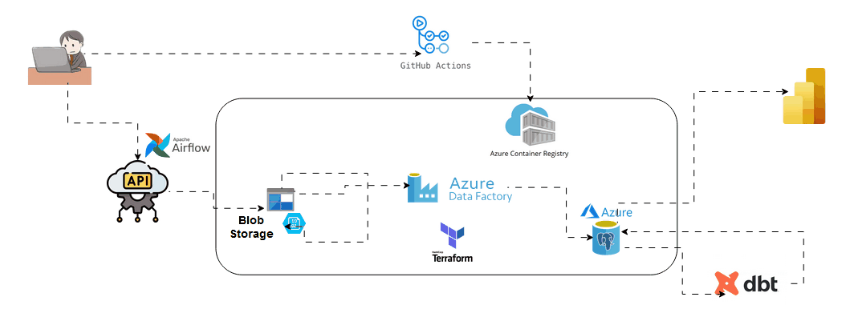 GitHub Actions
Apache
Airflow
API
Azure Container Registry
Azure
Data Factory
Blob
Storage
Azure
Terraform
dbt